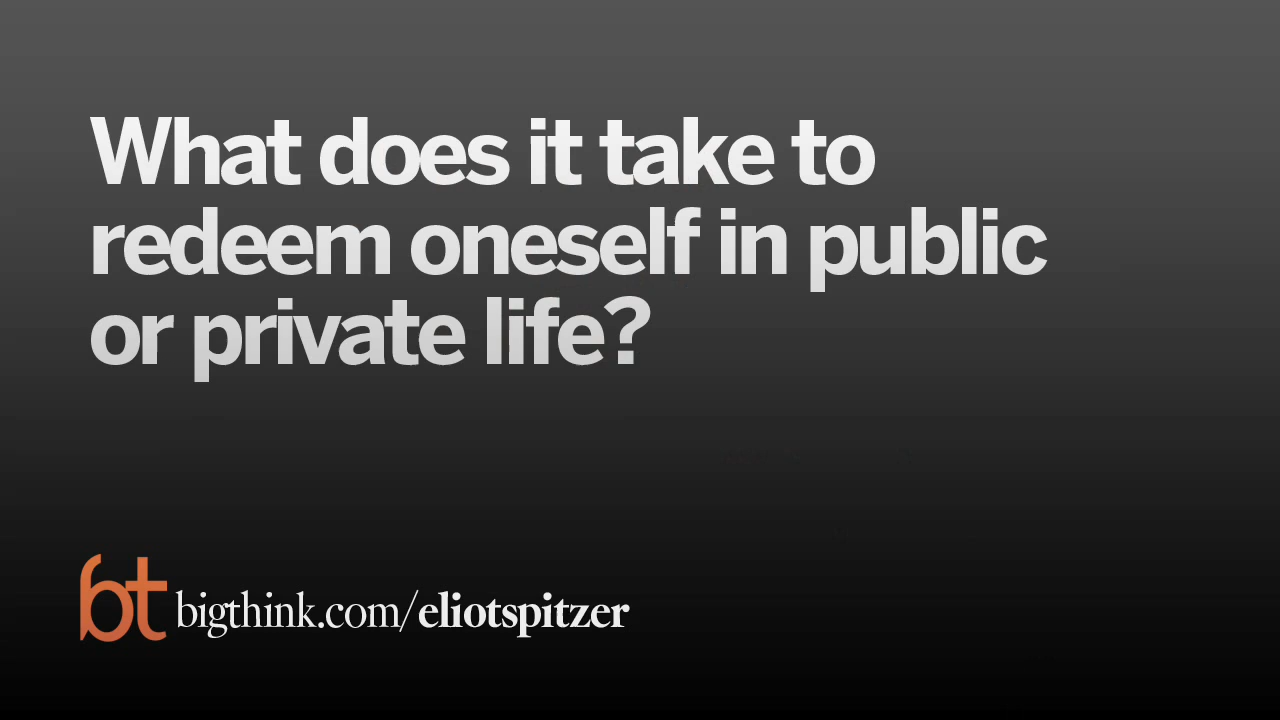 What does it take to
redeem oneself in public
or private life?
bt bigthink.com/eliotspitzer